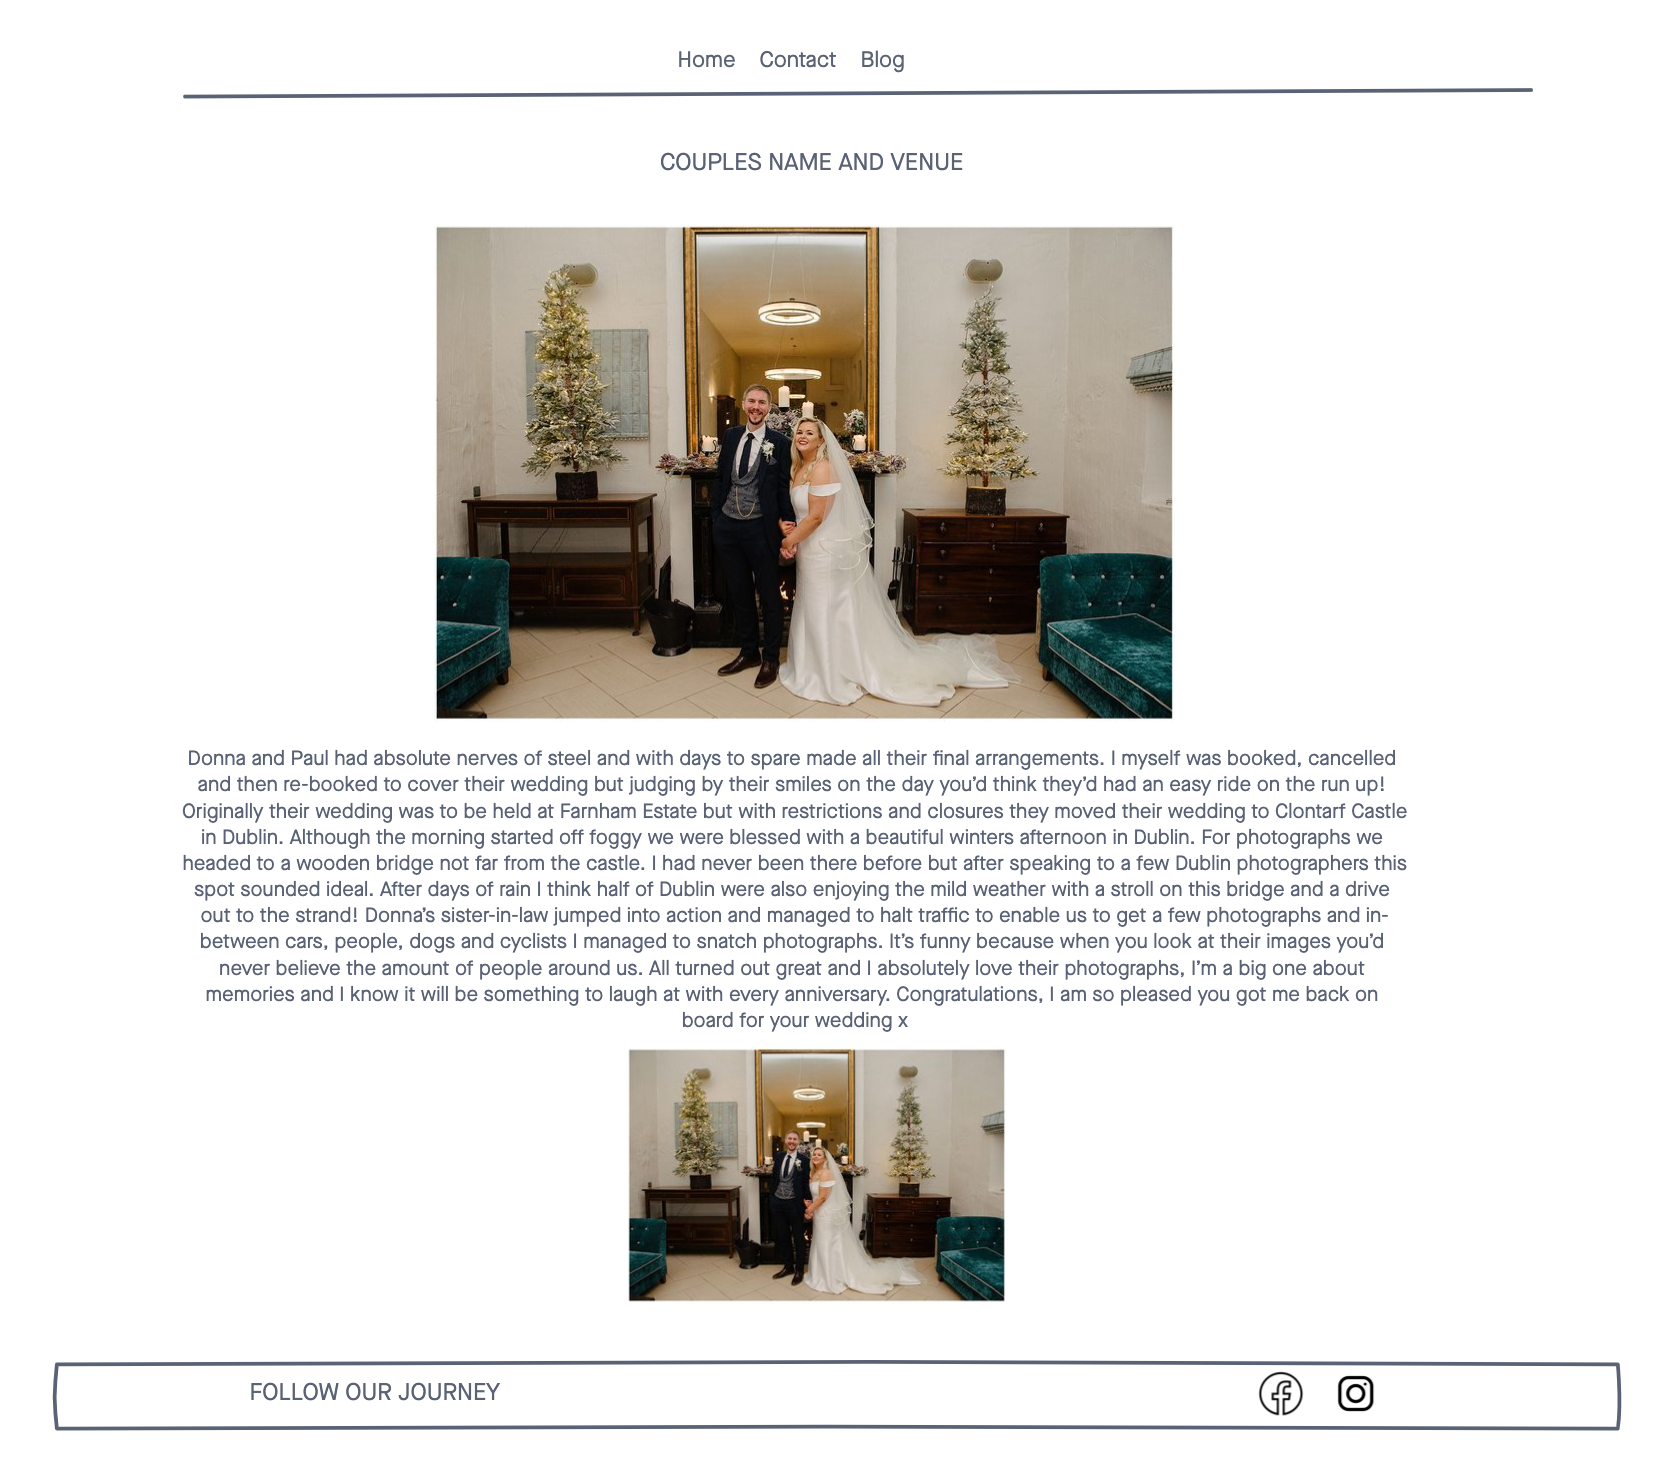 Home Contact Blog
COUPLES NAME AND VENUE
Donna and Paul had absolute nerves of steel and with days to spare made all their final arrangements. I myself was booked, cancelled
and then re-booked to cover their wedding but judging by their smiles on the day you’d think they’d had an easy ride on the run up!
Originally their wedding was to be held at Farnham Estate but with restrictions and closures they moved their wedding to Clontarf Castle
in Dublin. Although the morning started off foggy we were blessed with a beautiful winters afternoon in Dublin. For photographs we
headed to a wooden bridge not far from the castle. I had never been there before but after speaking to a few Dublin photographers this
spot sounded ideal. After days of rain I think half of Dublin were also enjoying the mild weather with a stroll on this bridge and a drive
out to the strand! Donna’s sister-in-law jumped into action and managed to halt traffic to enable us to get a few photographs and in-
between cars, people, dogs and cyclists I managed to snatch photographs. It’s funny because when you look at their images you’d
never believe the amount of people around us. All turned out great and I absolutely love their photographs, I’m a big one about
memories and I know it will be something to laugh at with every anniversary. Congratulations, I am so pleased you got me back on
board for your wedding x
FOLLOW OUR JOURNEY